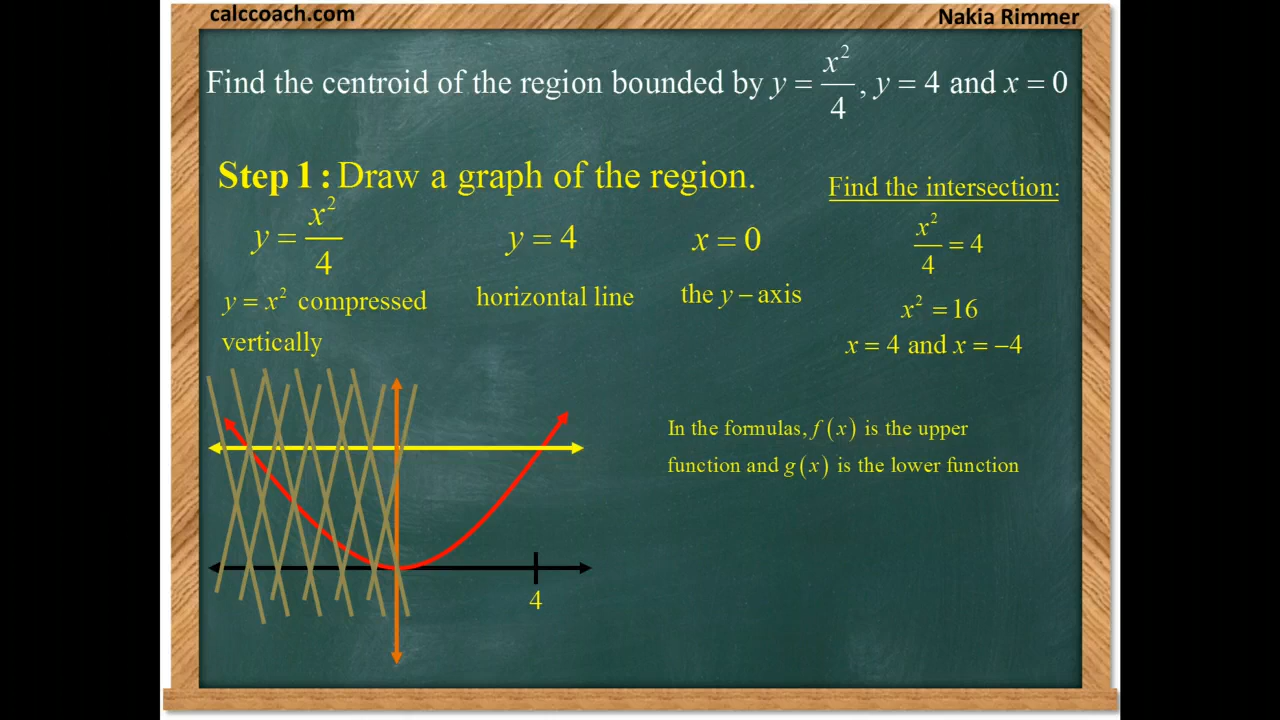 calccoach.com
Nakia Rimmer
Find the centroid of the region bounded by y = x²/4, y = 4 and x = 0
Step 1: Draw a graph of the region.
y = x²/4
y = 4
x = 0
y = x² compressed
vertically
horizontal line
the y – axis
Find the intersection:
x²/4 = 4
x² = 16
x = 4 and x = −4
In the formulas, f(x) is the upper
function and g(x) is the lower function
4